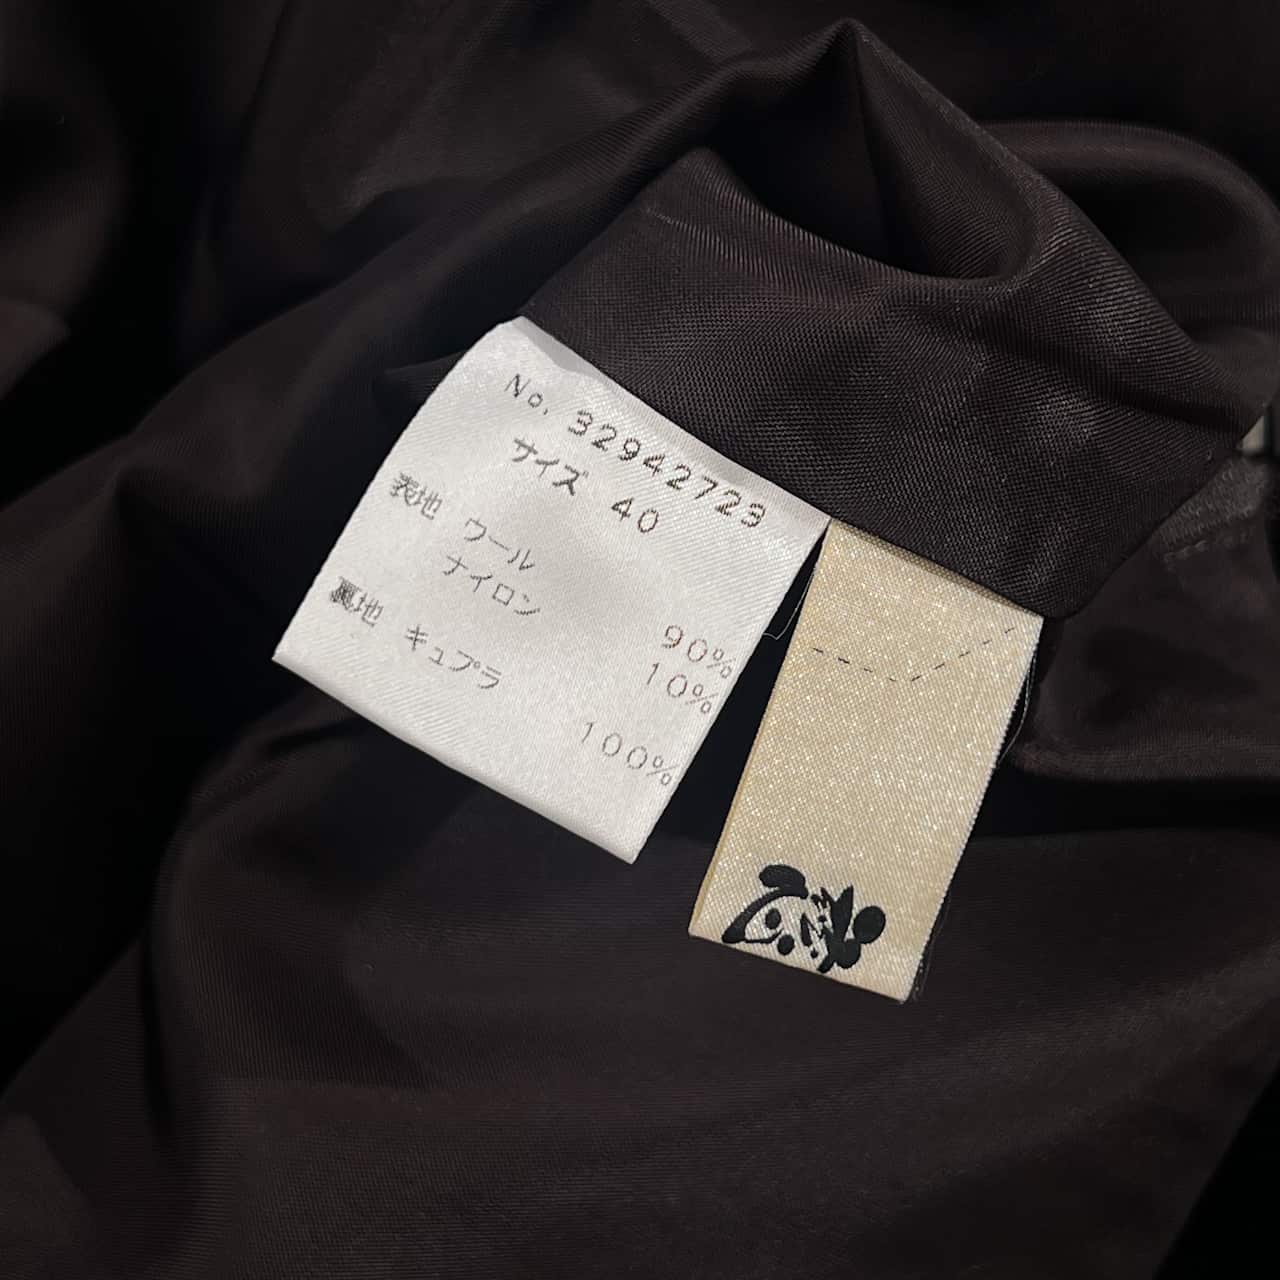 No. 32942723
サイズ 40
表地 ウール 90%
ナイロン 10%
裏地 キュプラ 100%